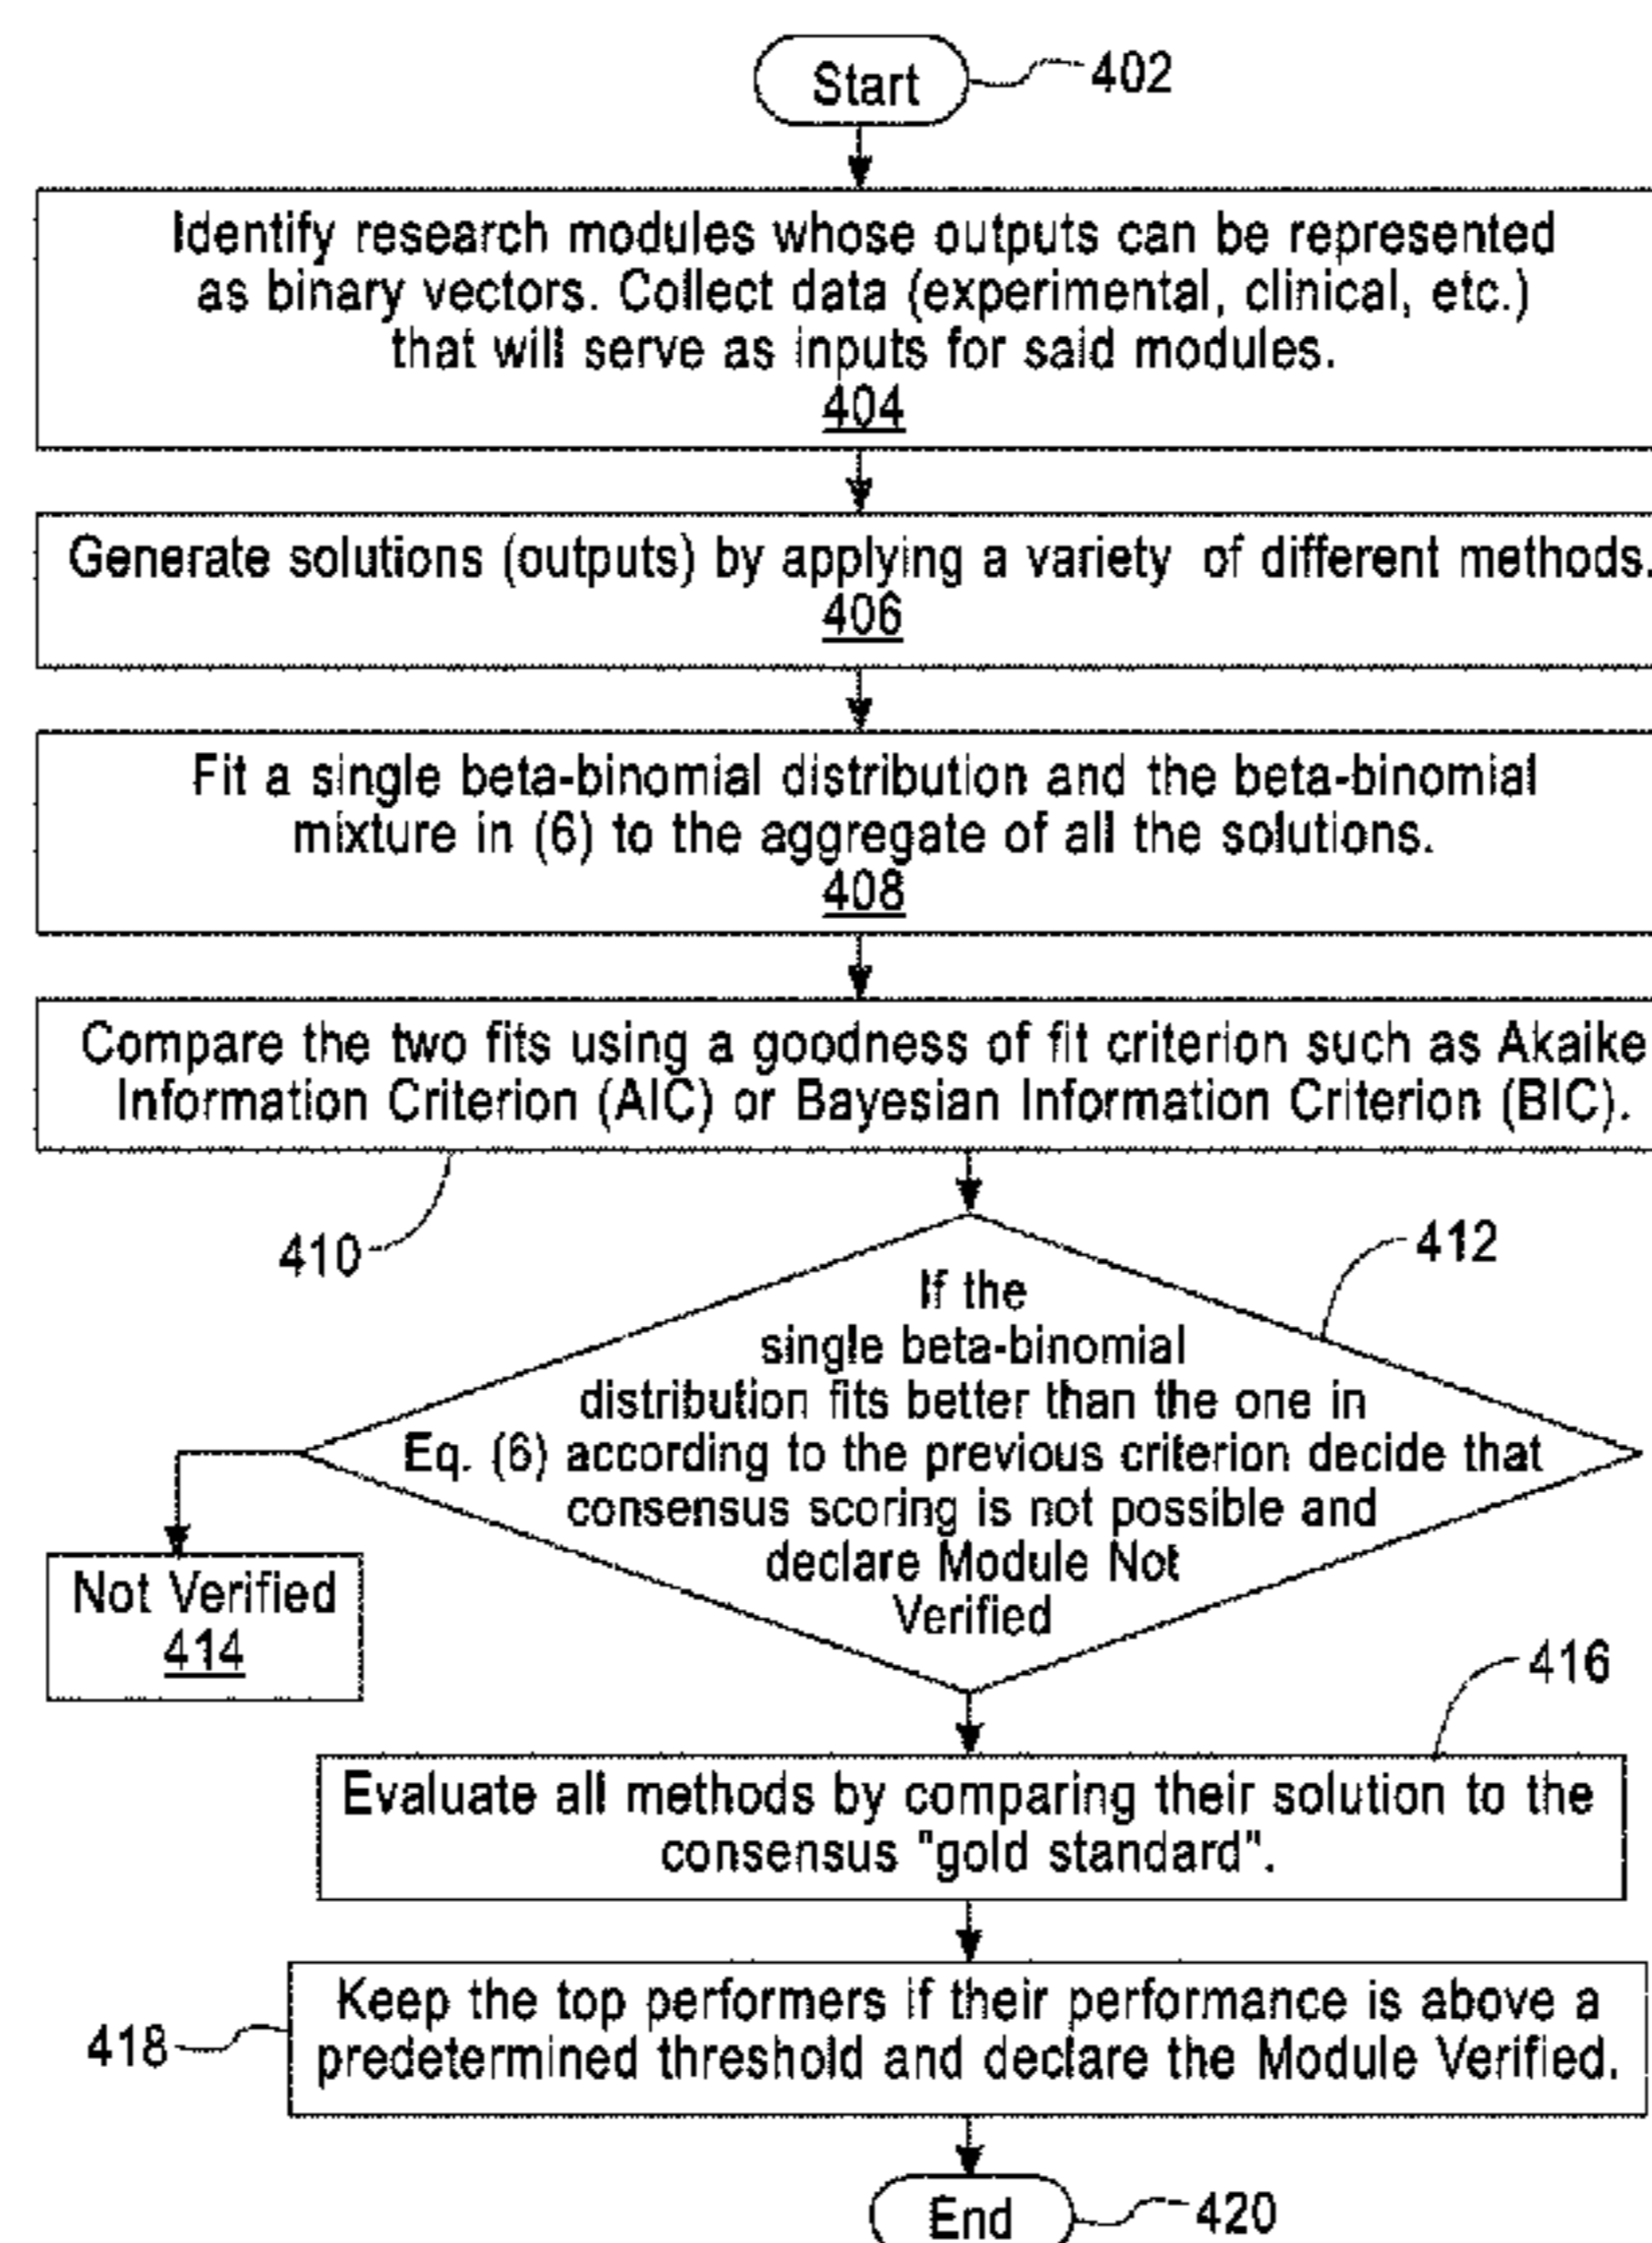 Start
402
Identify research modules whose outputs can be represented
as binary vectors. Collect data (experimental, clinical, etc.)
that will serve as inputs for said modules.
404
Generate solutions (outputs) by applying a variety of different methods.
406
Fit a single beta-binomial distribution and the beta-binomial
mixture in (6) to the aggregate of all the solutions.
408
Compare the two fits using a goodness of fit criterion such as Akaike
Information Criterion (AIC) or Bayesian Information Criterion (BIC).
410
412
If the
single beta-binomial
distribution fits better than the one in
Eq. (6) according to the previous criterion decide that
consensus scoring is not possible and
declare Module Not
Verified
Not Verified
414
416
Evaluate all methods by comparing their solution to the
consensus "gold standard".
Keep the top performers if their performance is above a
predetermined threshold and declare the Module Verified.
418
End
420